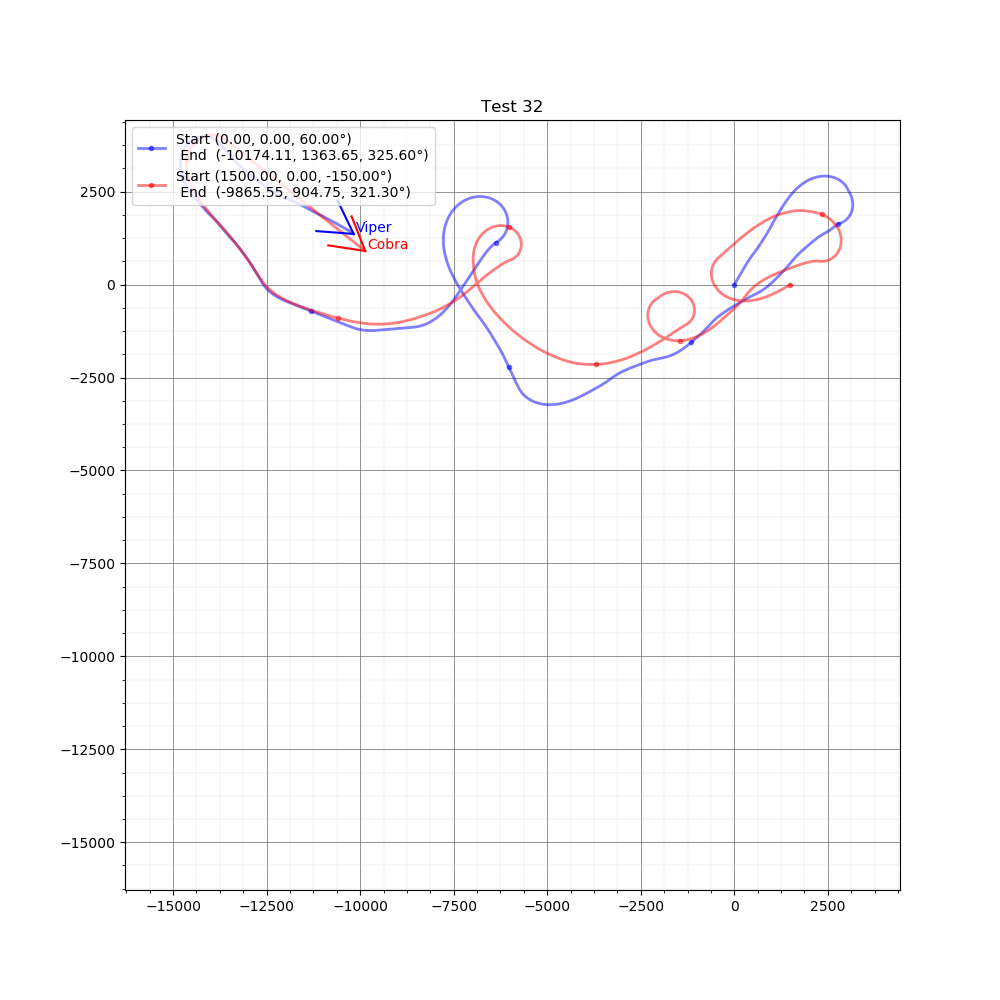 Test 32
Start (0.00, 0.00, 60.00°)
End (-10174.11, 1363.65, 325.60°)
Start (1500.00, 0.00, -150.00°)
End (-9865.55, 904.75, 321.30°)
Viper
Cobra
2500
0
−2500
−5000
−7500
−10000
−12500
−15000
−15000 −12500 −10000 −7500 −5000 −2500 0 2500